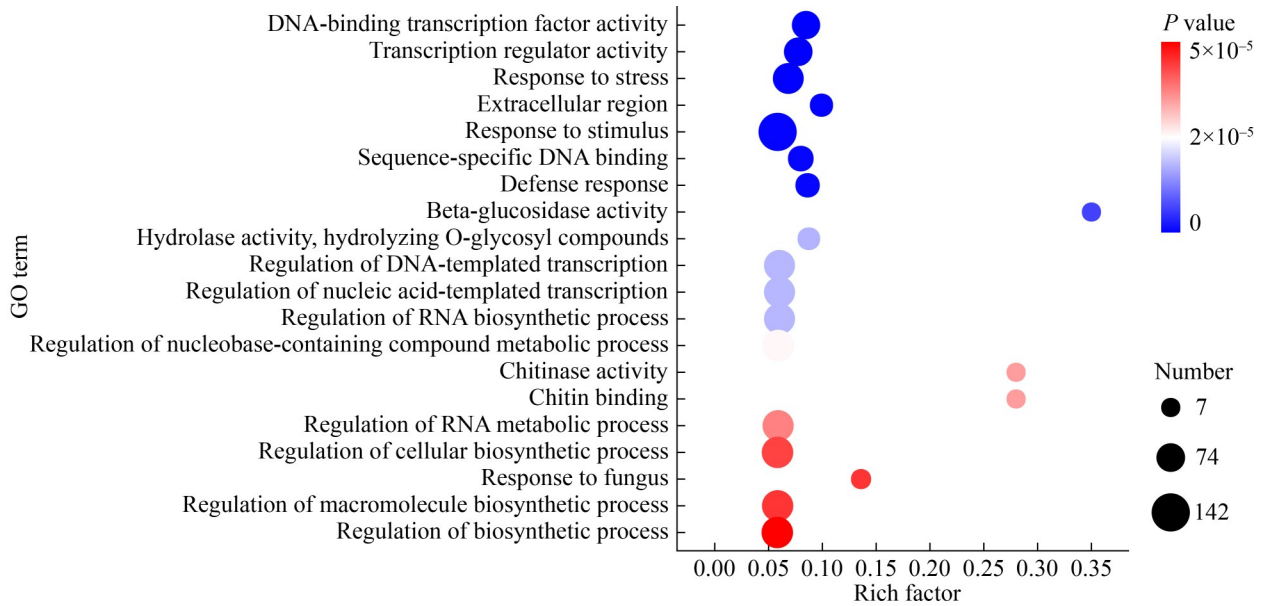 DNA-binding transcription factor activity
Transcription regulator activity
Response to stress
Extracellular region
Response to stimulus
Sequence-specific DNA binding
Defense response
Beta-glucosidase activity
Hydrolase activity, hydrolyzing O-glycosyl compounds
Regulation of DNA-templated transcription
Regulation of nucleic acid-templated transcription
Regulation of RNA biosynthetic process
Regulation of nucleobase-containing compound metabolic process
Chitinase activity
Chitin binding
Regulation of RNA metabolic process
Regulation of cellular biosynthetic process
Response to fungus
Regulation of macromolecule biosynthetic process
Regulation of biosynthetic process
GO term
0.00 0.05 0.10 0.15 0.20 0.25 0.30 0.35
Rich factor
P value
5×10⁻⁵
2×10⁻⁵
0
Number
7
74
142